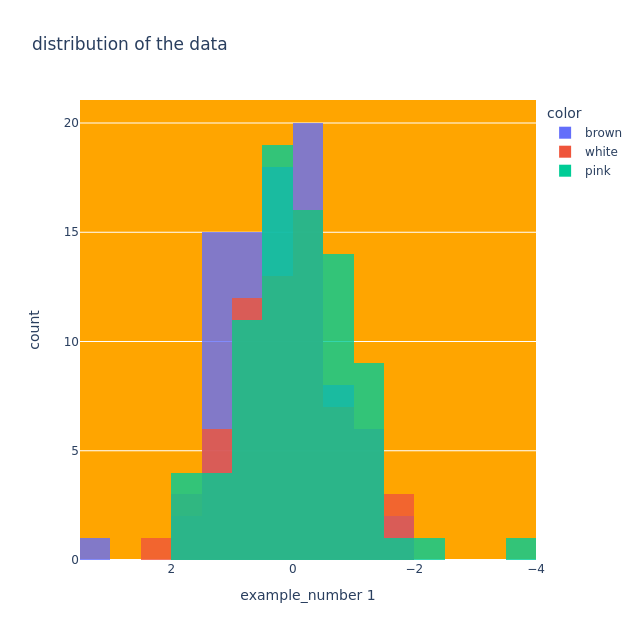 distribution of the data
color
brown
white
pink
20
15
10
5
0
count
2
0
−2
−4
example_number 1